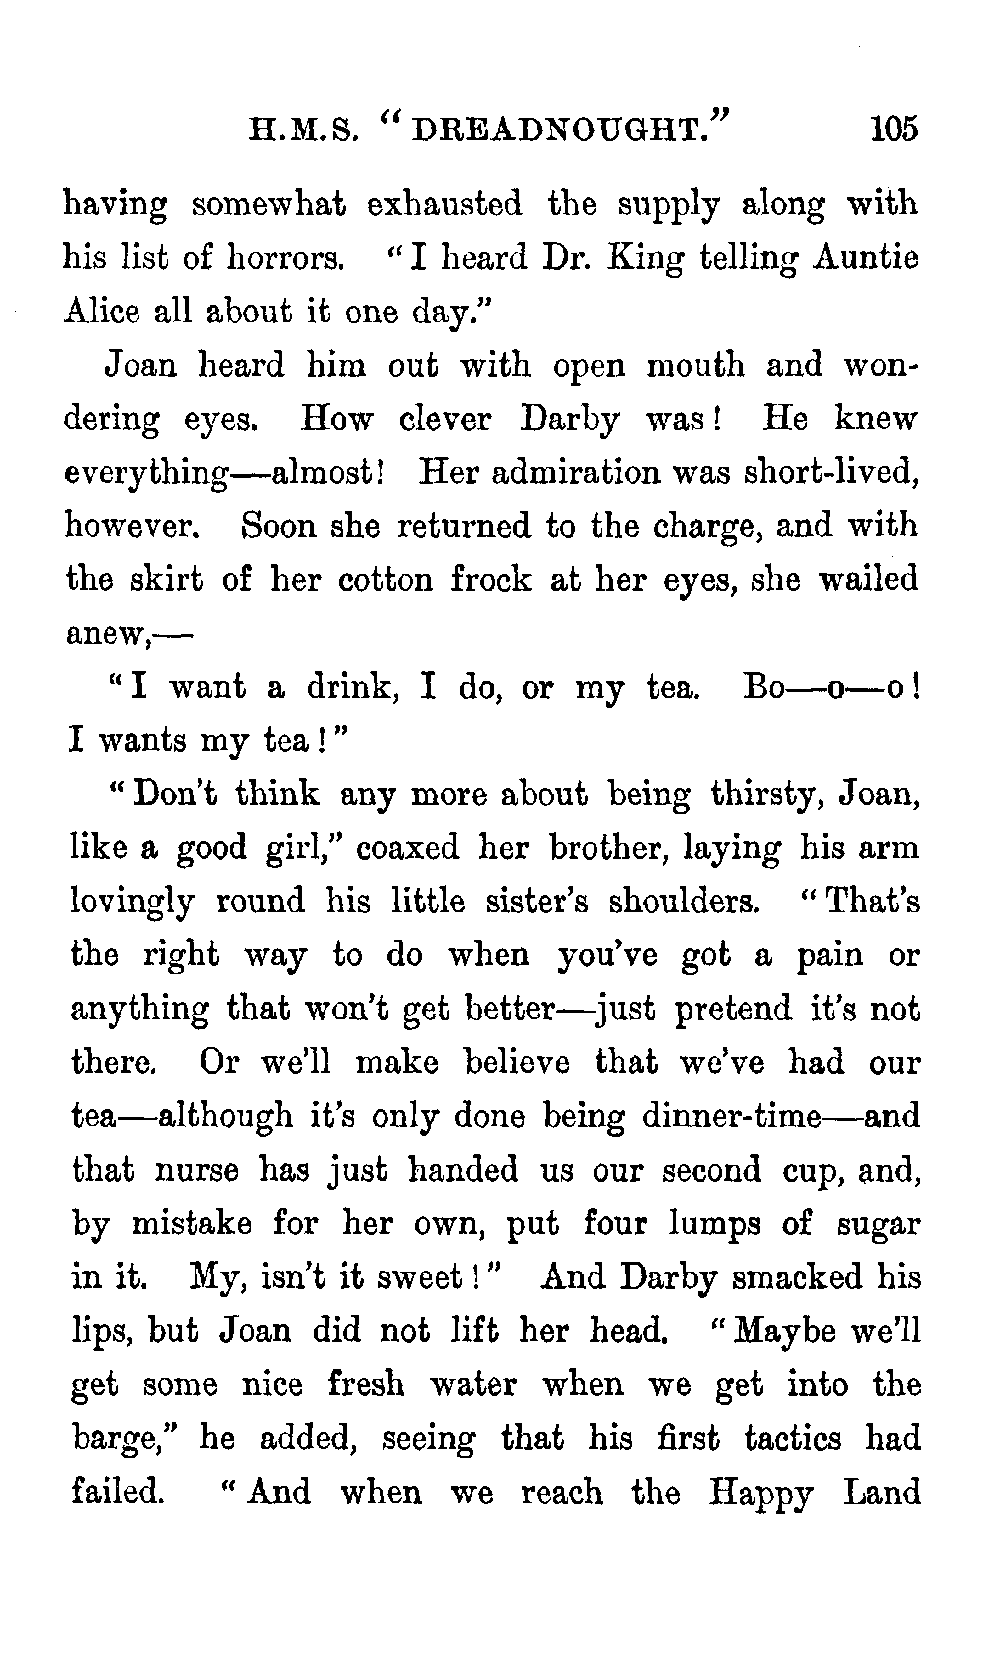 H.M.S. "DREADNOUGHT." 105
having somewhat exhausted the supply along with
his list of horrors. "I heard Dr. King telling Auntie
Alice all about it one day."
Joan heard him out with open mouth and won-
dering eyes. How clever Darby was! He knew
everything—almost! Her admiration was short-lived,
however. Soon she returned to the charge, and with
the skirt of her cotton frock at her eyes, she wailed
anew,—
"I want a drink, I do, or my tea. Bo—o—o!
I wants my tea!"
"Don't think any more about being thirsty, Joan,
like a good girl," coaxed her brother, laying his arm
lovingly round his little sister's shoulders. "That's
the right way to do when you've got a pain or
anything that won't get better—just pretend it's not
there. Or we'll make believe that we've had our
tea—although it's only done being dinner-time—and
that nurse has just handed us our second cup, and,
by mistake for her own, put four lumps of sugar
in it. My, isn't it sweet!" And Darby smacked his
lips, but Joan did not lift her head. "Maybe we'll
get some nice fresh water when we get into the
barge," he added, seeing that his first tactics had
failed. "And when we reach the Happy Land